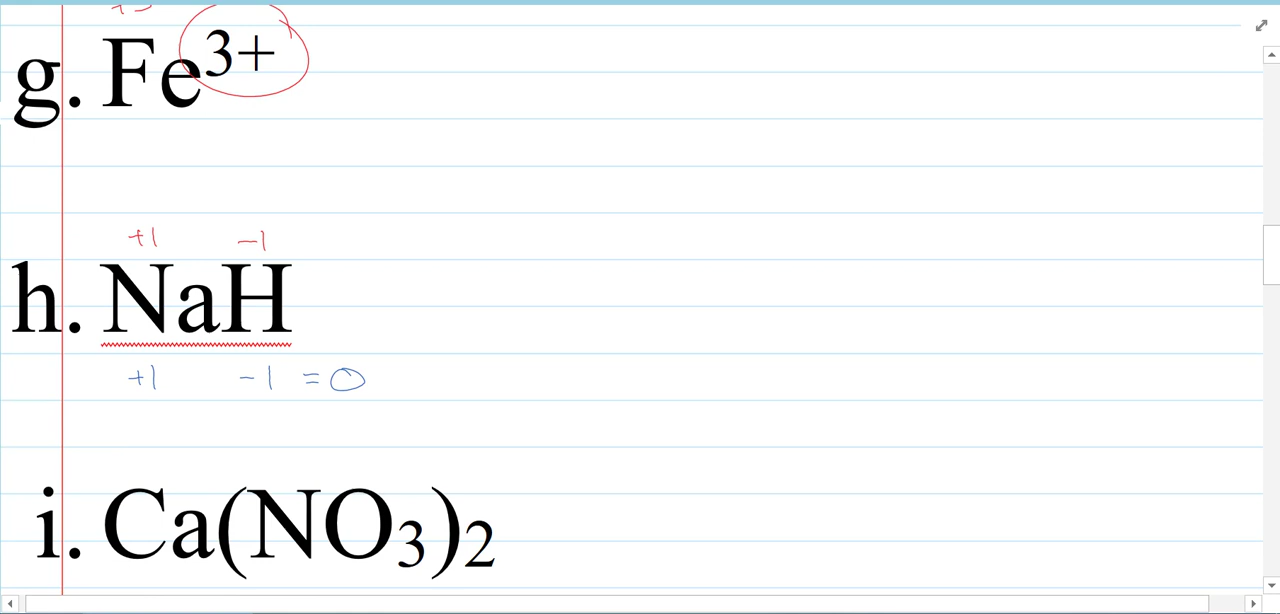 g. Fe³⁺
+1 −1
h. NaH
+1 −1 = 0
i. Ca(NO₃)₂